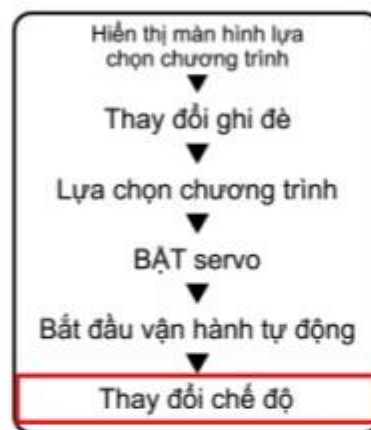 Hiển thị màn hình lựa
chọn chương trình
Thay đổi ghi đè
Lựa chọn chương trình
BẬT servo
Bắt đầu vận hành tự động
Thay đổi chế độ